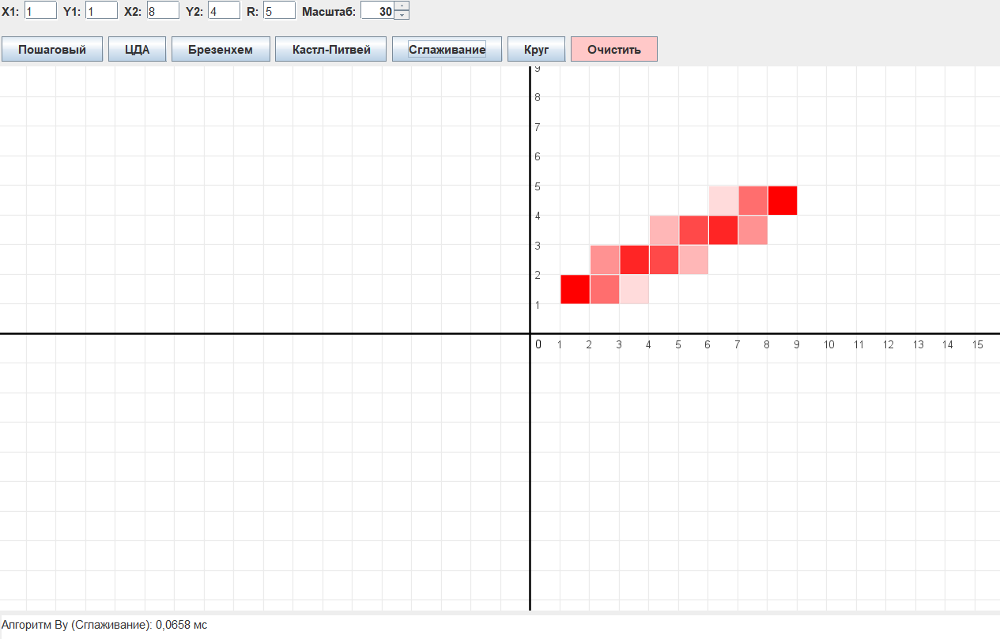 X1: 1 Y1: 1 X2: 8 Y2: 4 R: 5 Масштаб: 30
Пошаговый ЦДА Брезенхем Кастл-Питвей Сглаживание Круг Очистить
9
8
7
6
5
4
3
2
1
0 1 2 3 4 5 6 7 8 9 10 11 12 13 14 15
Алгоритм Ву (Сглаживание): 0,0658 мс